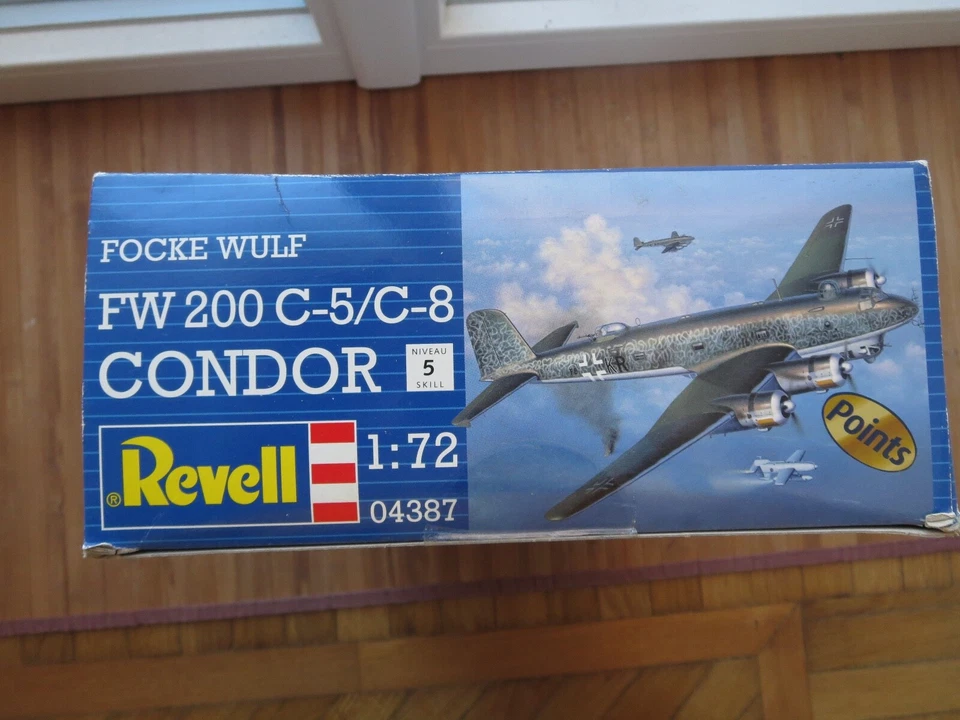 FOCKE WULF
FW 200 C-5/C-8
CONDOR
NIVEAU
5
SKILL
® Revell
1:72
04387
Points